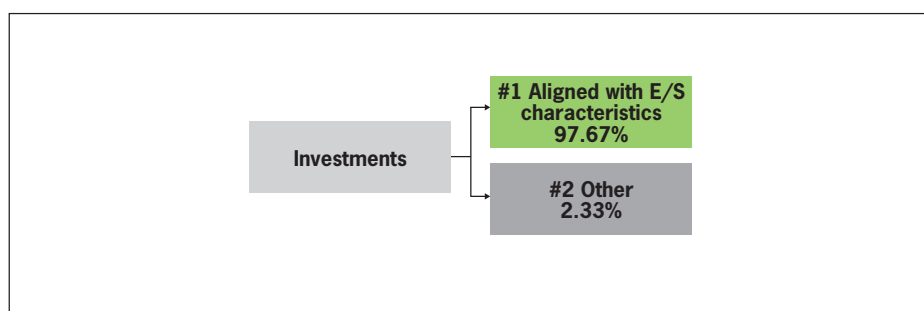 Investments
#1 Aligned with E/S
characteristics
97.67%
#2 Other
2.33%